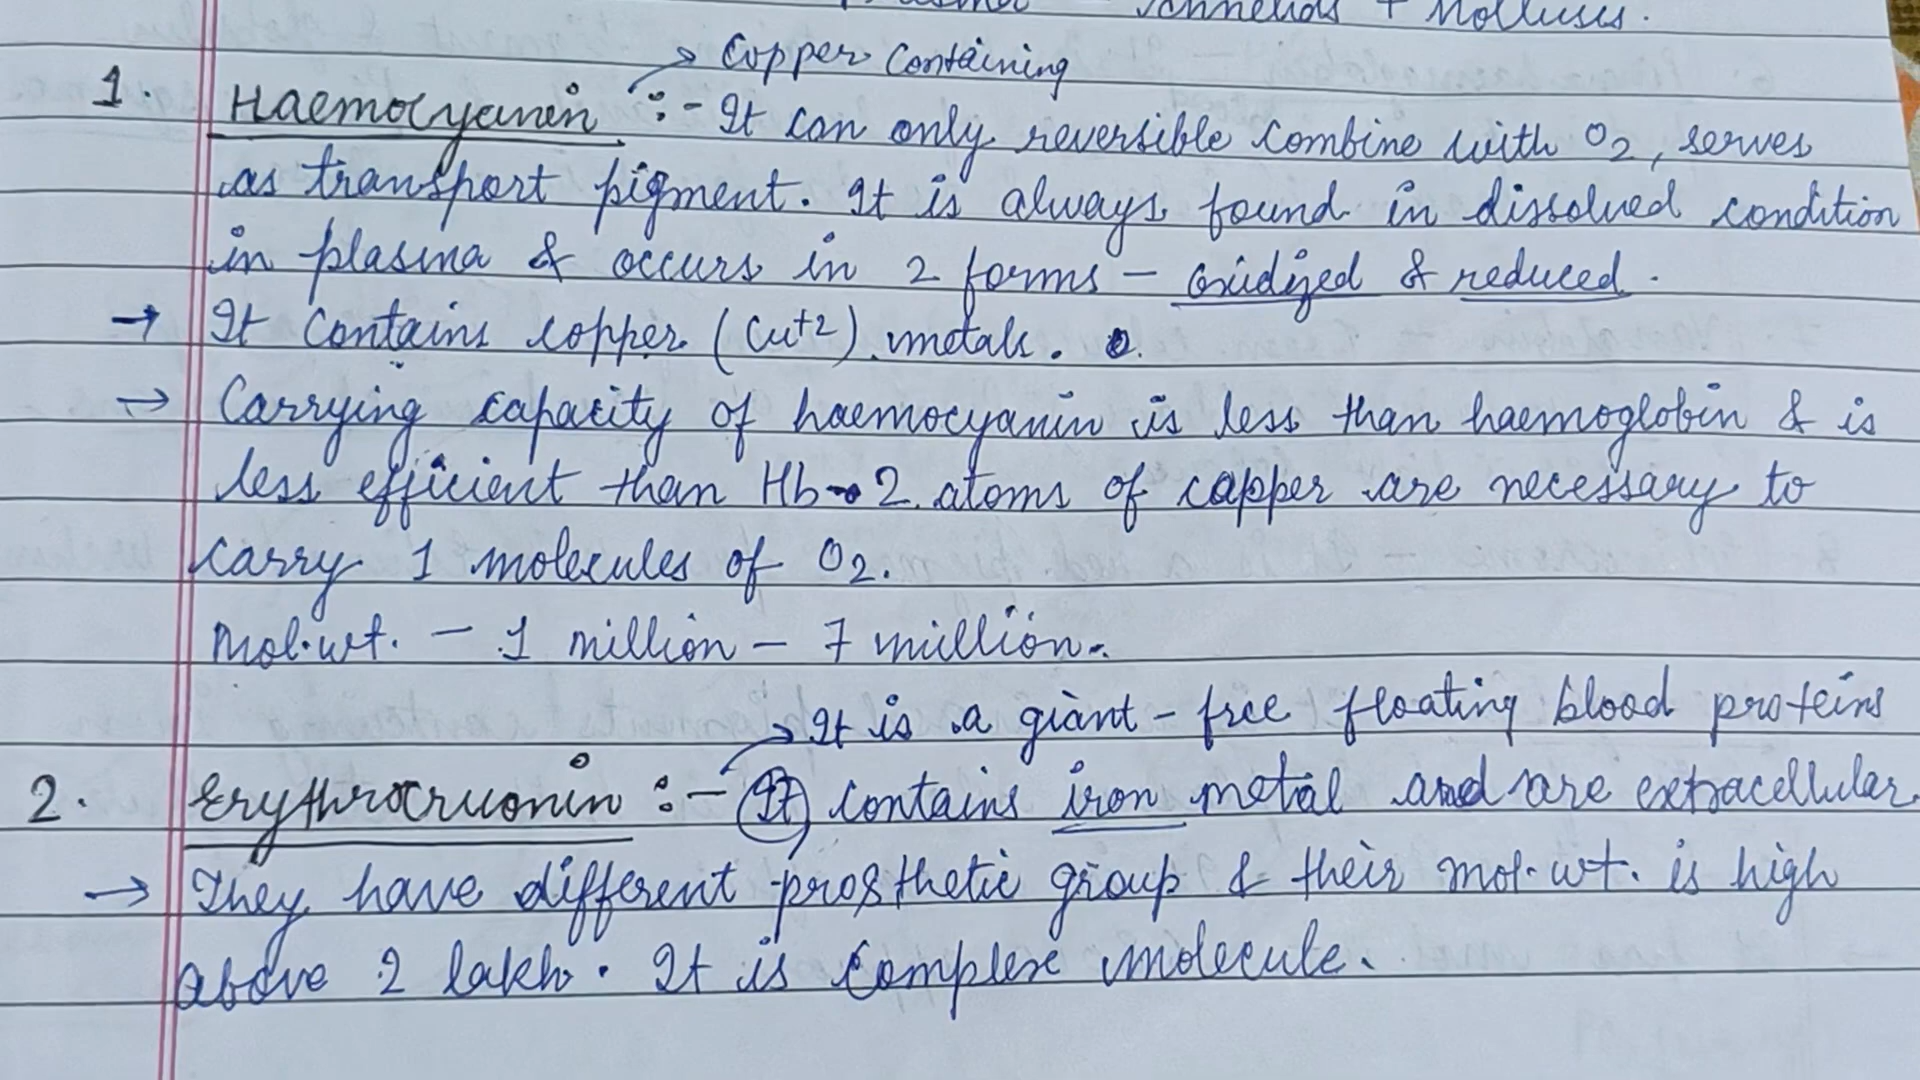 + Molluscs.
→ Copper Containing
1. Haemocyanin :- It can only reversible combine with O2, serves
as transport pigment. It is always found in dissolved condition
in plasma & occurs in 2 forms – oxidized & reduced.
→ It contains copper (Cu+2) metals.
→ Carrying capacity of haemocyanin is less than haemoglobin & is
less efficient than Hb → 2 atoms of capper are necessary to
carry 1 molecules of O2.
Mol.wt. – 1 million – 7 million.
→ It is a giant – free floating blood proteins
2. Erythrocruonin :- It contains iron metal and are extracellular.
→ They have different prosthetic group & their mol.wt. is high
above 2 lakh. It is complex molecule.